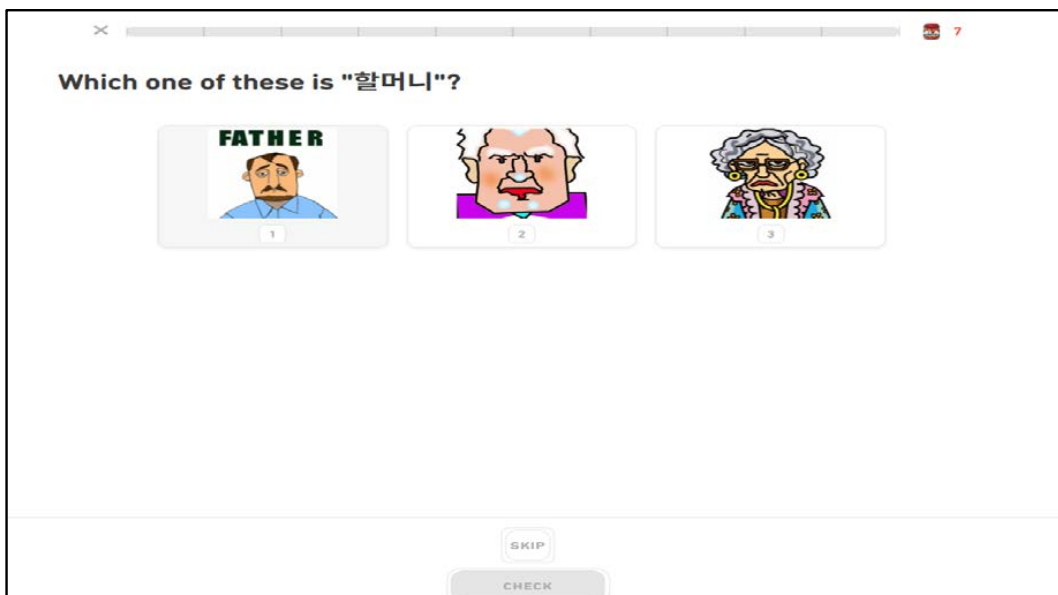 7
Which one of these is "할머니"?
FATHER
1
2
3
SKIP
CHECK